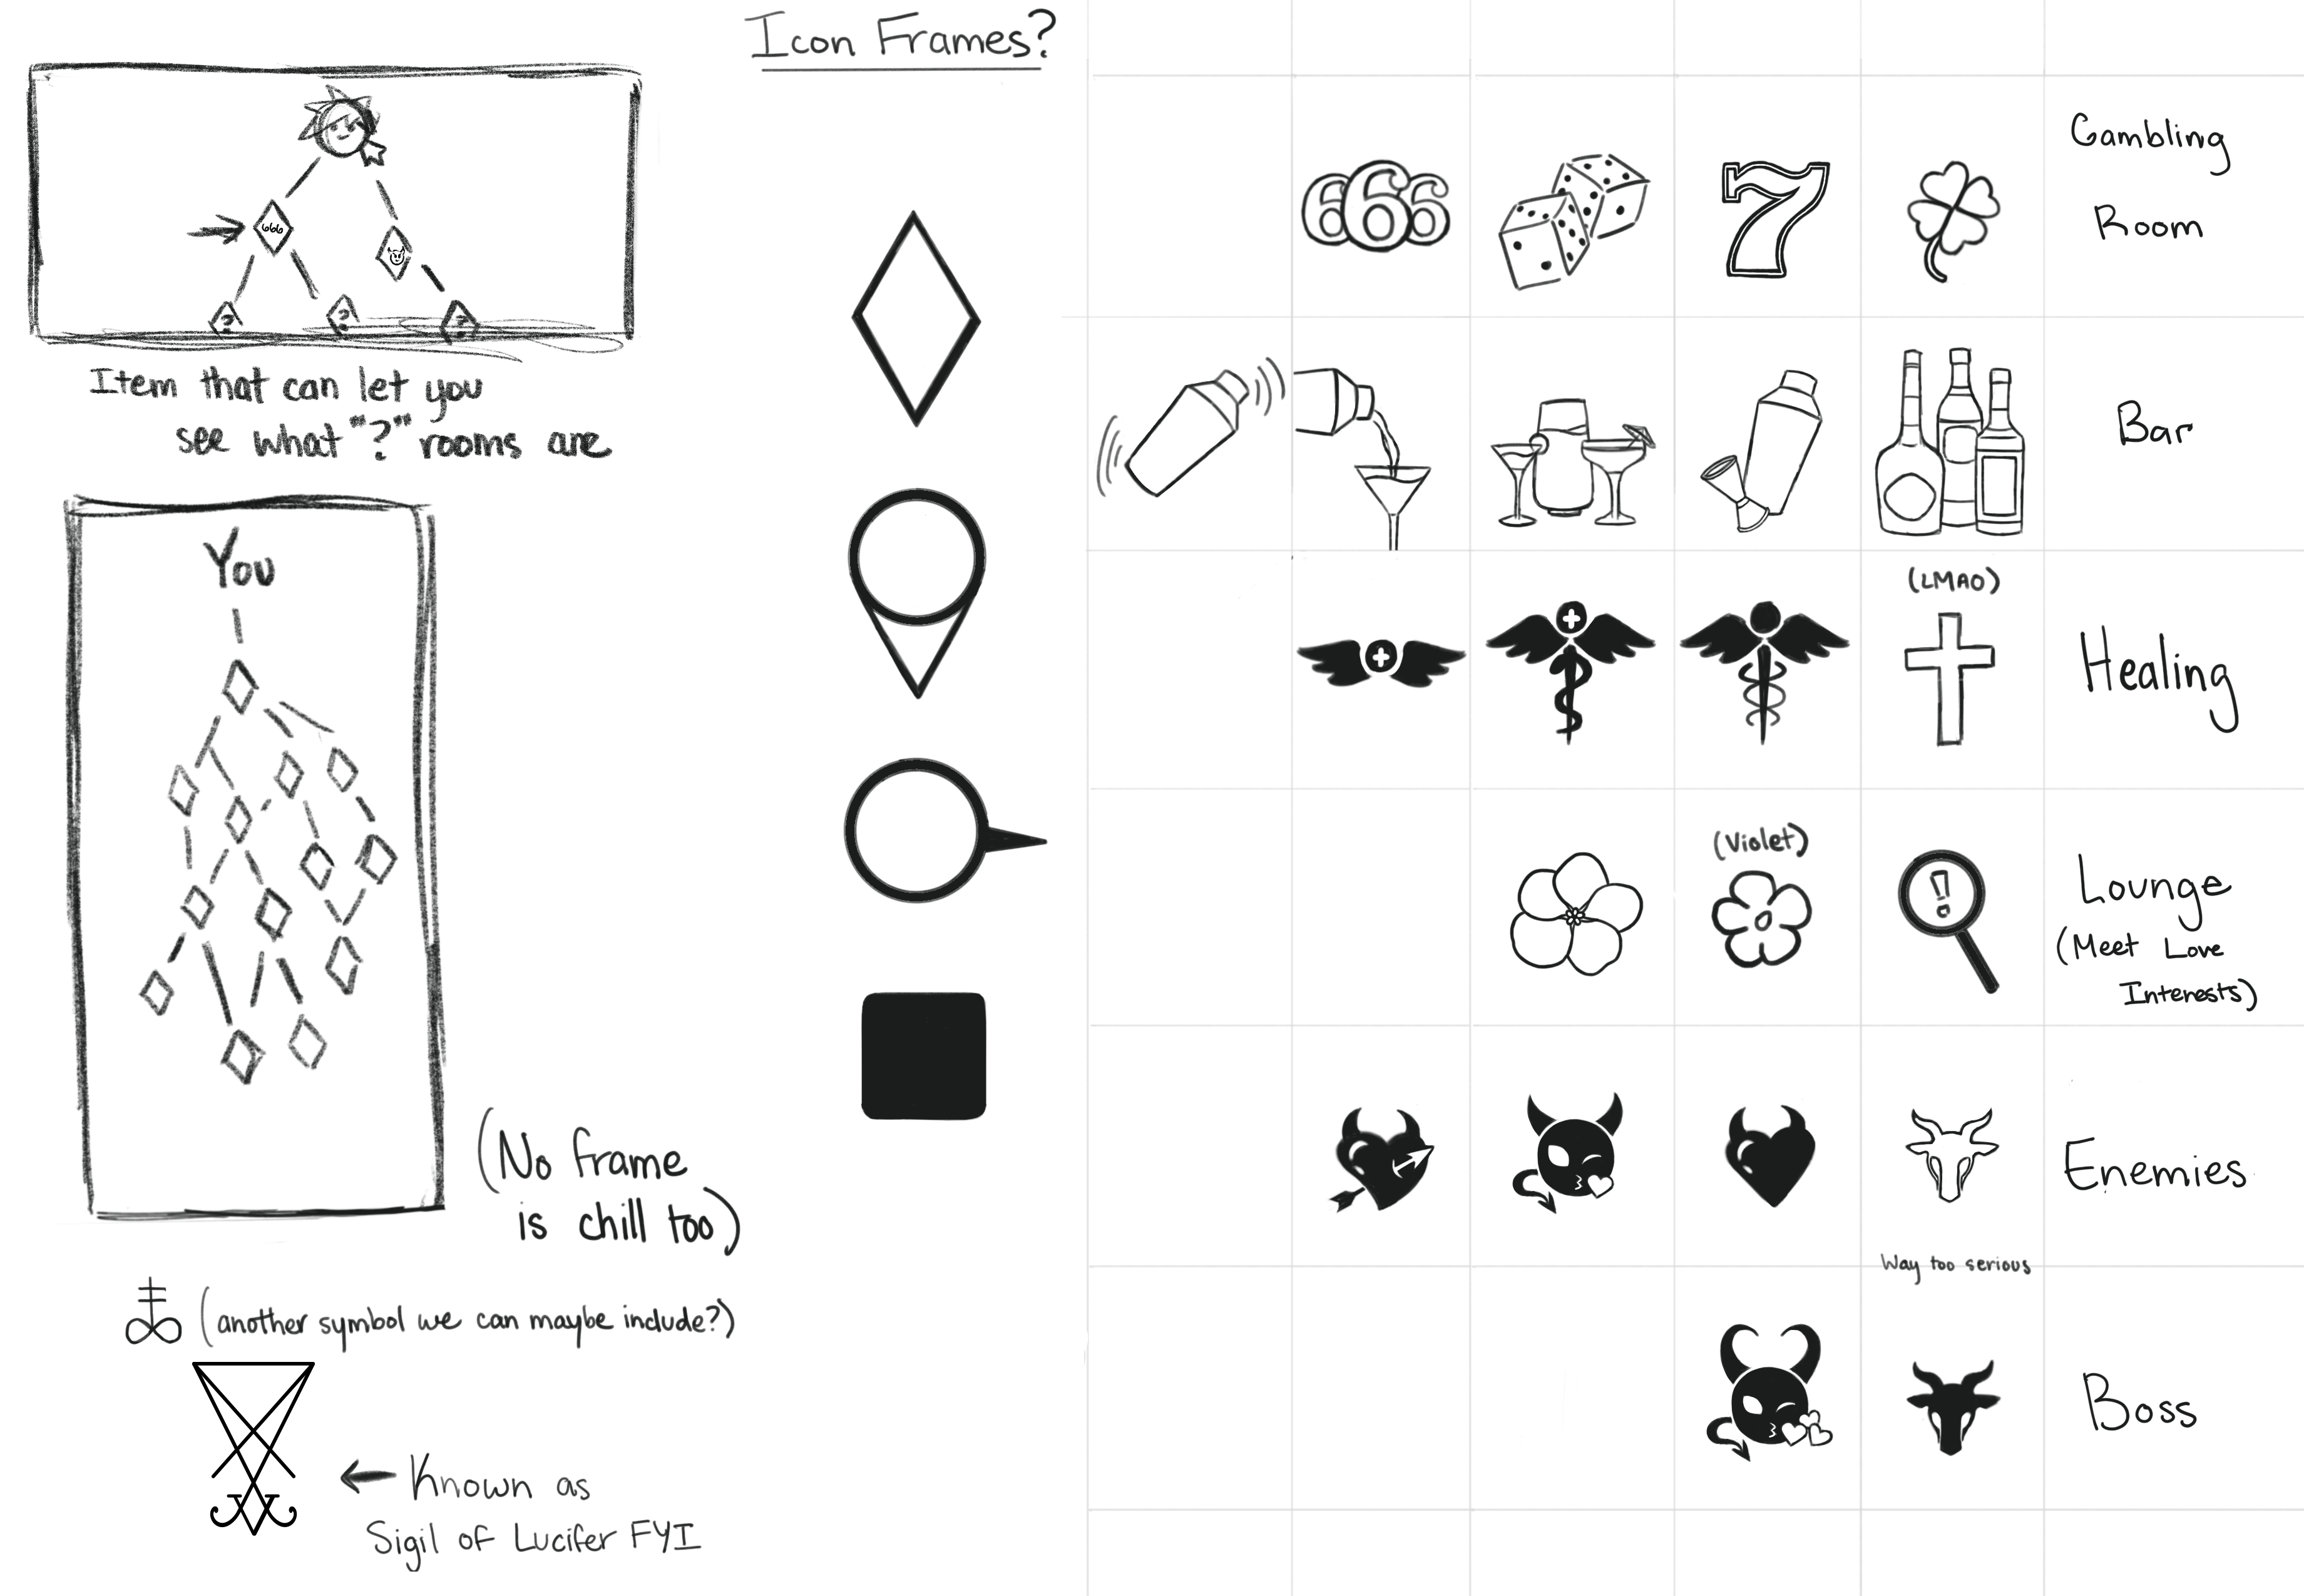 Icon Frames?
666
?
?
?
Item that can let you
see what "?" rooms are
You
(No frame
is chill too)
(another symbol we can maybe include?)
← Known as
Sigil of Lucifer FYI
666
7
Gambling
Room
Bar
(LMAO)
Healing
(Violet)
!
Lounge
(Meet Love
Interests)
Enemies
Way too serious
Boss